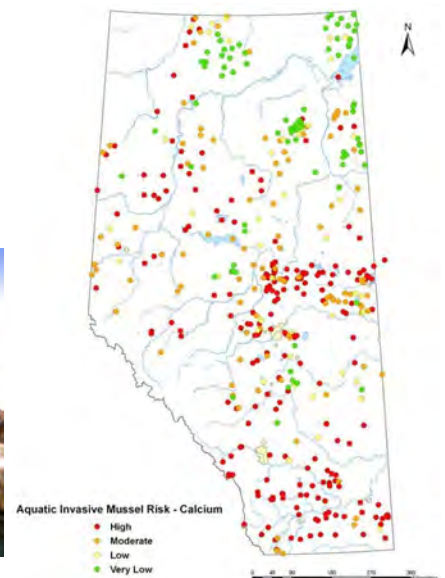 N
Aquatic Invasive Mussel Risk - Calcium
High
Moderate
Low
Very Low